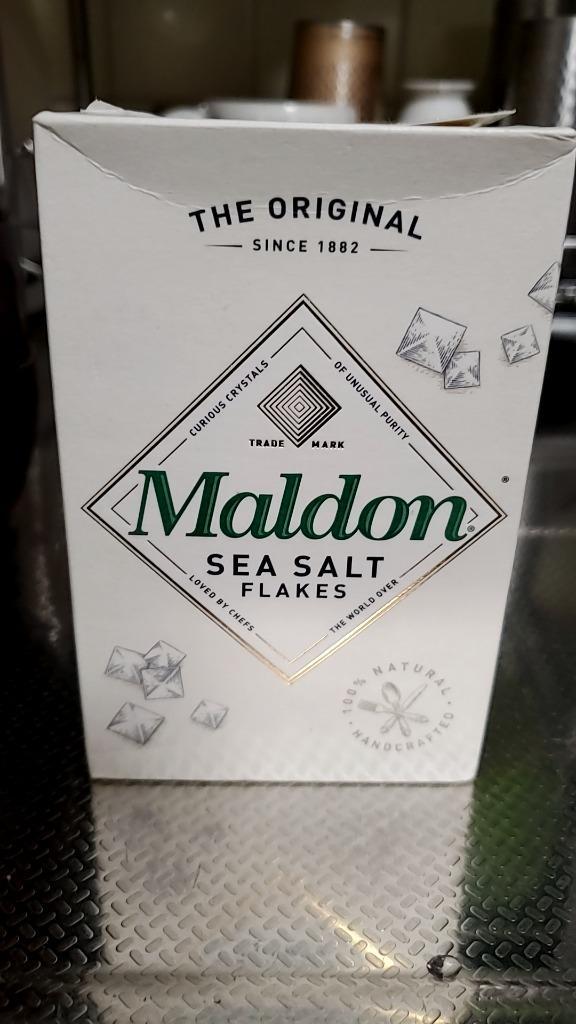 THE ORIGINAL
SINCE 1882
CURIOUS CRYSTALS
OF UNUSUAL PURITY
TRADE MARK
Maldon®
SEA SALT
FLAKES
LOVED BY CHEFS
THE WORLD OVER
100% NATURAL
HANDCRAFTED